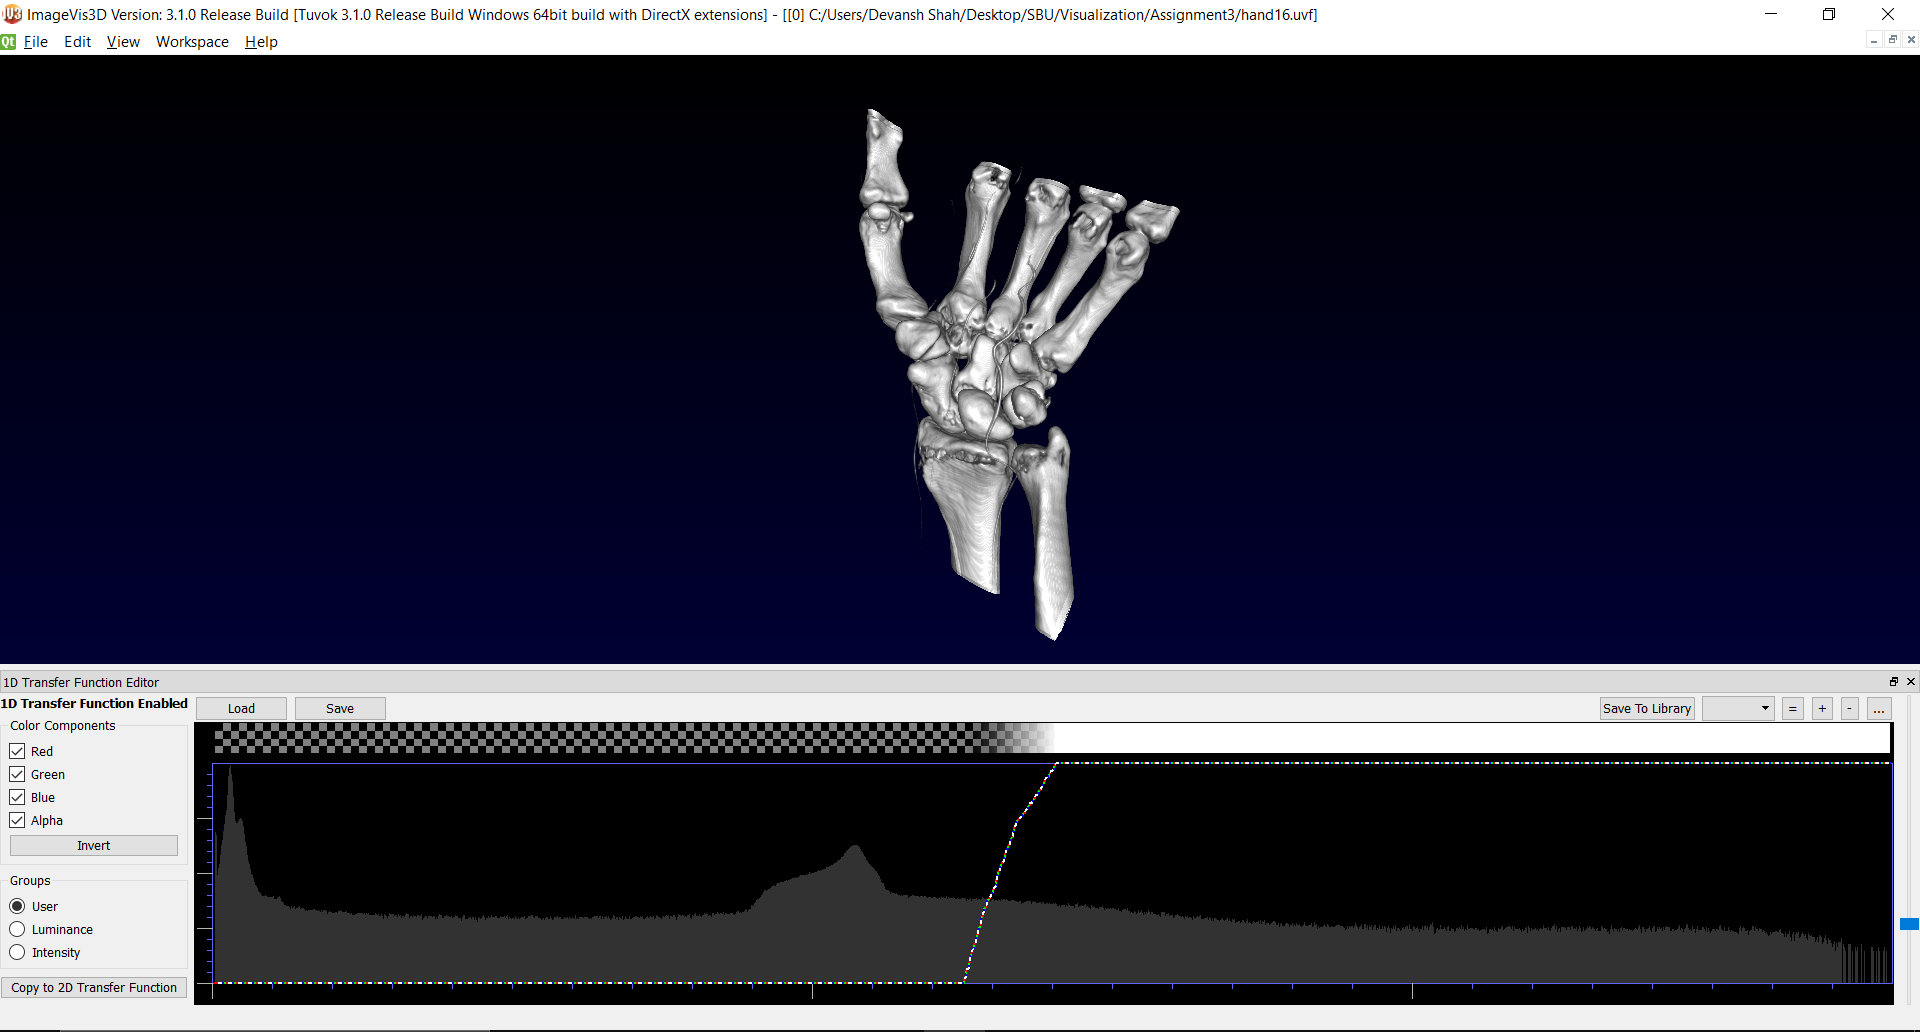 ImageVis3D Version: 3.1.0 Release Build [Tuvok 3.1.0 Release Build Windows 64bit build with DirectX extensions] - [[0] C:/Users/Devansh Shah/Desktop/SBU/Visualization/Assignment3/hand16.uvf]
Qt File Edit View Workspace Help
1D Transfer Function Editor
1D Transfer Function Enabled
Load Save Save To Library = + - ...
Color Components
Red
Green
Blue
Alpha
Invert
Groups
User
Luminance
Intensity
Copy to 2D Transfer Function